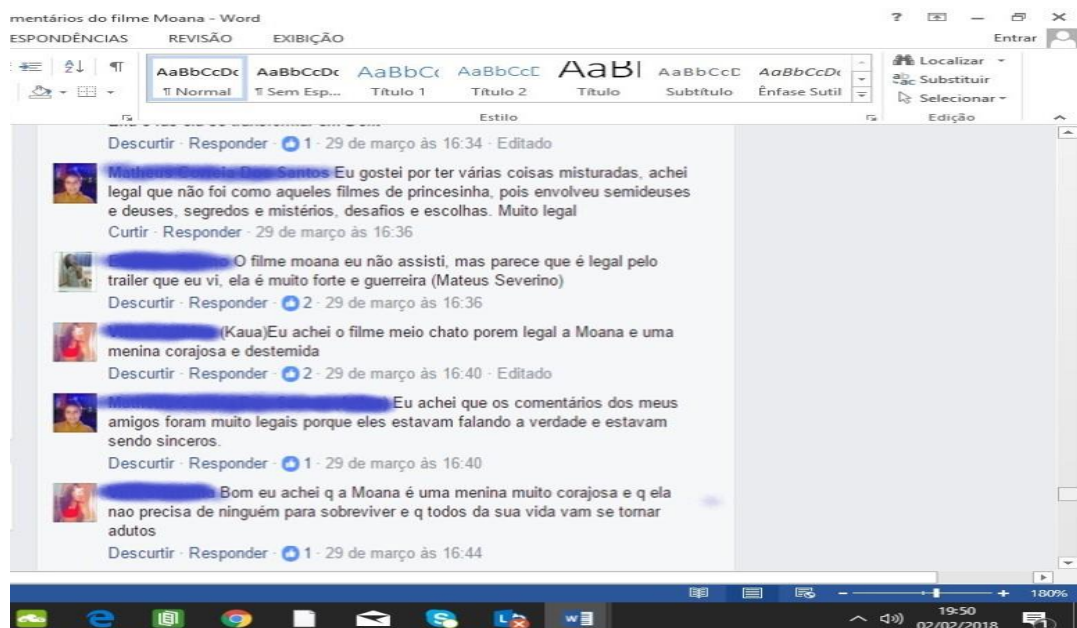 mentários do filme Moana - Word
ESPONDÊNCIAS REVISÃO EXIBIÇÃO
Entrar
AaBbCcDc AaBbCcDc AaBbCc AaBbCcD AaBl AaBbCcD AaBbCcDc
¶ Normal ¶ Sem Esp... Título 1 Título 2 Título Subtítulo Ênfase Sutil
Localizar
Substituir
Selecionar
Estilo
Edição
Descurtir · Responder · 1 · 29 de março às 16:34 · Editado
Eu gostei por ter várias coisas misturadas, achei
legal que não foi como aqueles filmes de princesinha, pois envolveu semideuses
e deuses, segredos e mistérios, desafios e escolhas. Muito legal
Curtir · Responder · 29 de março às 16:36
O filme moana eu não assisti, mas parece que é legal pelo
trailer que eu vi, ela é muito forte e guerreira (Mateus Severino)
Descurtir · Responder · 2 · 29 de março às 16:36
(Kaua)Eu achei o filme meio chato porem legal a Moana e uma
menina corajosa e destemida
Descurtir · Responder · 2 · 29 de março às 16:40 · Editado
Eu achei que os comentários dos meus
amigos foram muito legais porque eles estavam falando a verdade e estavam
sendo sinceros.
Descurtir · Responder · 1 · 29 de março às 16:40
Bom eu achei q a Moana é uma menina muito corajosa e q ela
nao precisa de ninguém para sobreviver e q todos da sua vida vam se tornar
adutos
Descurtir · Responder · 1 · 29 de março às 16:44
180%
19:50
02/02/2018